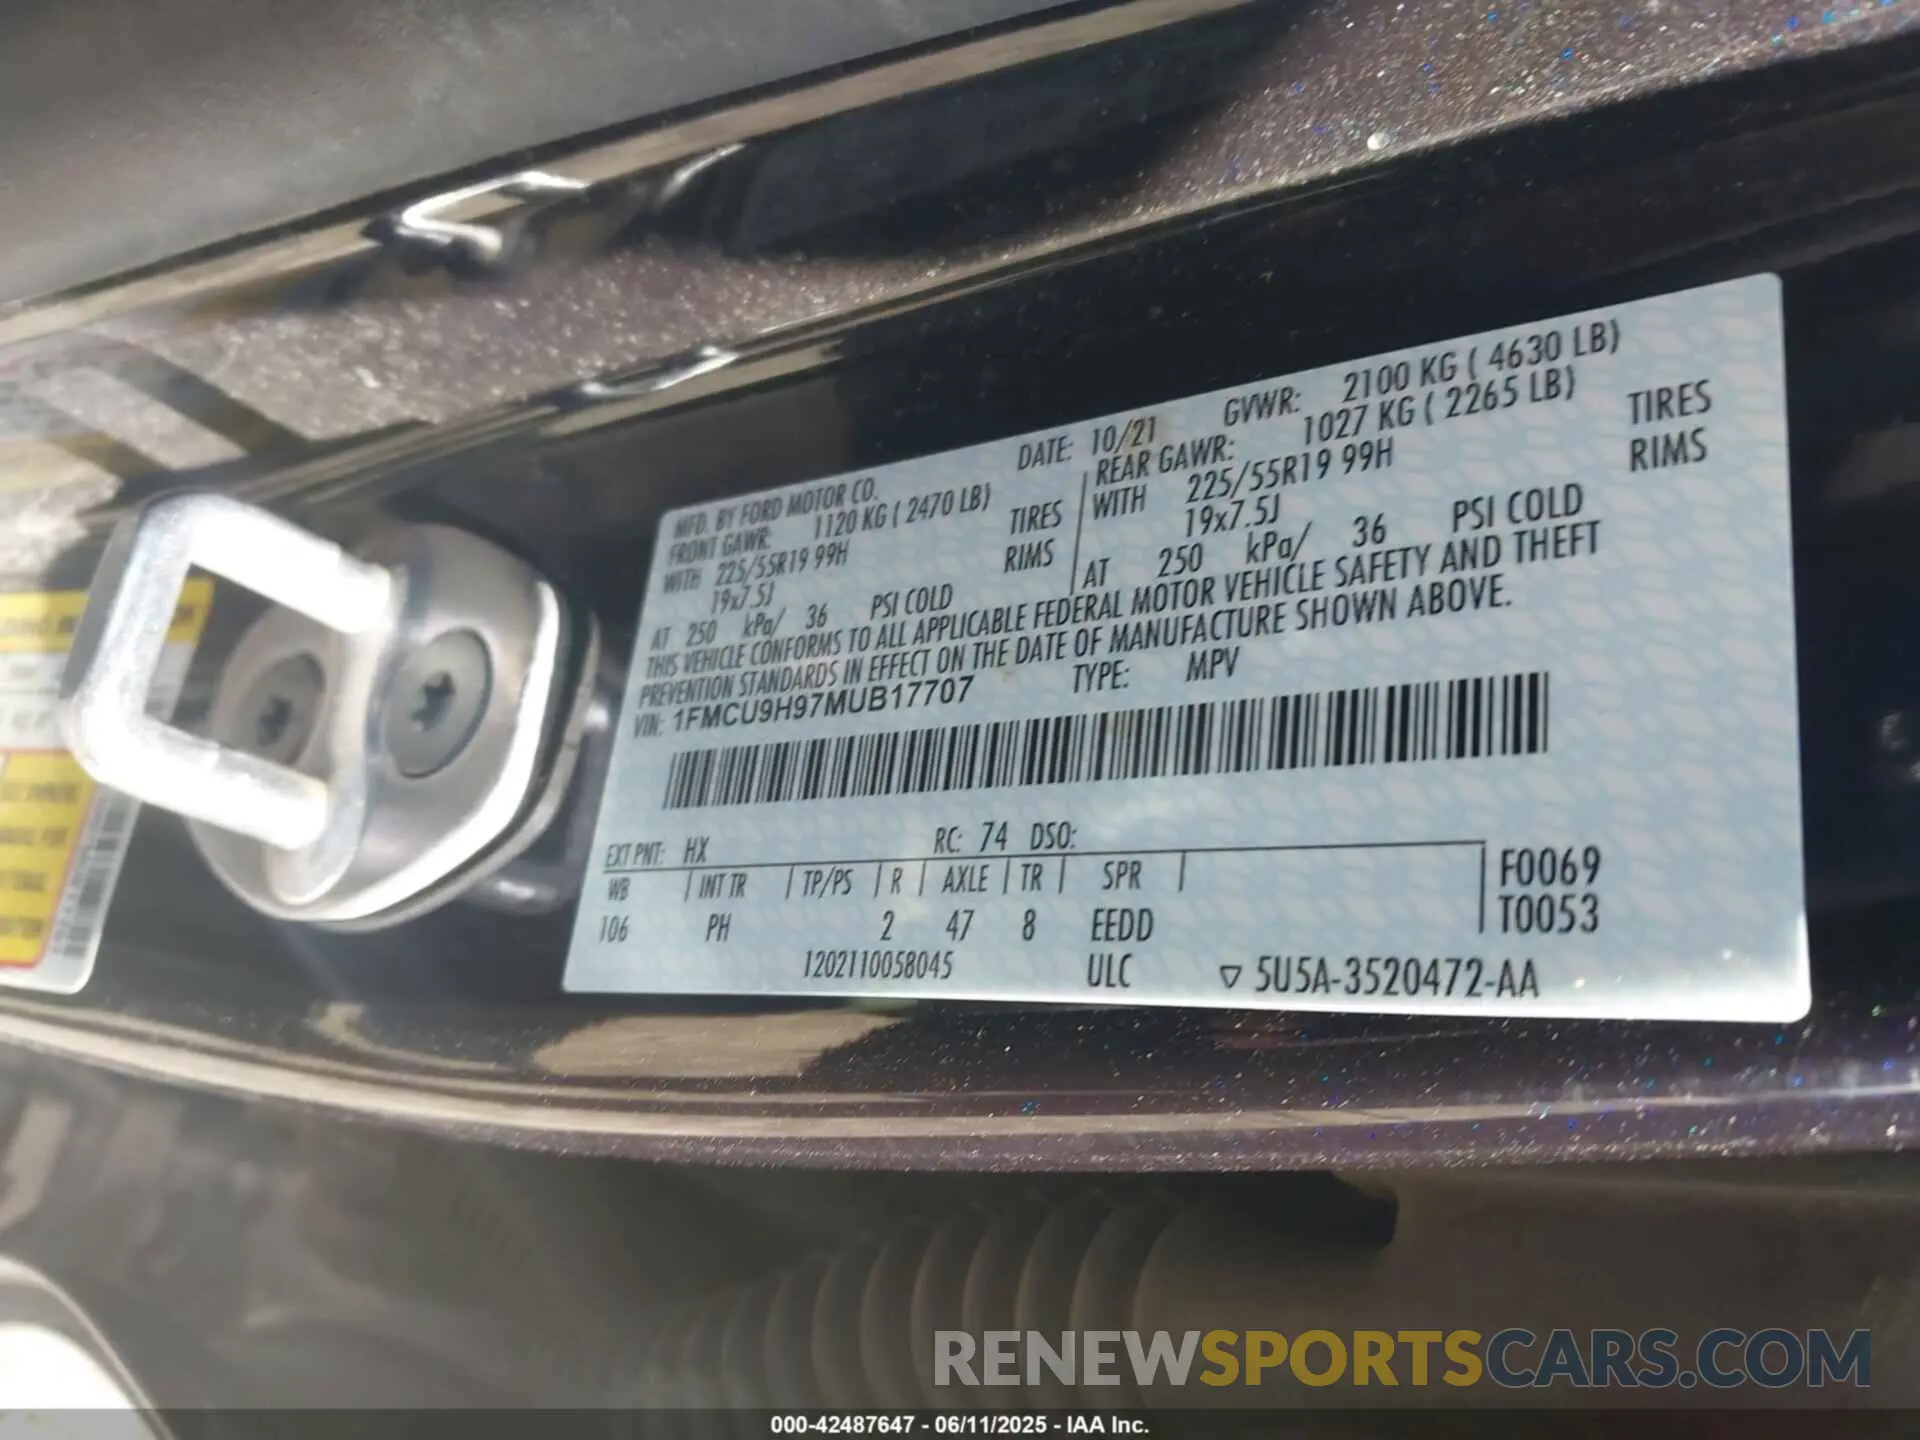 MFD. BY FORD MOTOR CO.
DATE: 10/21 GVWR: 2100 KG ( 4630 LB)
FRONT GAWR: 1120 KG ( 2470 LB)
REAR GAWR: 1027 KG ( 2265 LB)
WITH 225/55R19 99H TIRES
WITH 225/55R19 99H TIRES
19x7.5J RIMS
19x7.5J RIMS
AT 250 kPa/ 36 PSI COLD
AT 250 kPa/ 36 PSI COLD
THIS VEHICLE CONFORMS TO ALL APPLICABLE FEDERAL MOTOR VEHICLE SAFETY AND THEFT
PREVENTION STANDARDS IN EFFECT ON THE DATE OF MANUFACTURE SHOWN ABOVE.
VIN: 1FMCU9H97MUB17707 TYPE: MPV
EXT PNT: HX RC: 74 DSO:
WB INT TR TP/PS R AXLE TR SPR F0069
106 PH 2 47 8 EEDD T0053
1202110058045 ULC ▽ 5U5A-3520472-AA
RENEWSPORTSCARS.COM
000-42487647 - 06/11/2025 - IAA Inc.